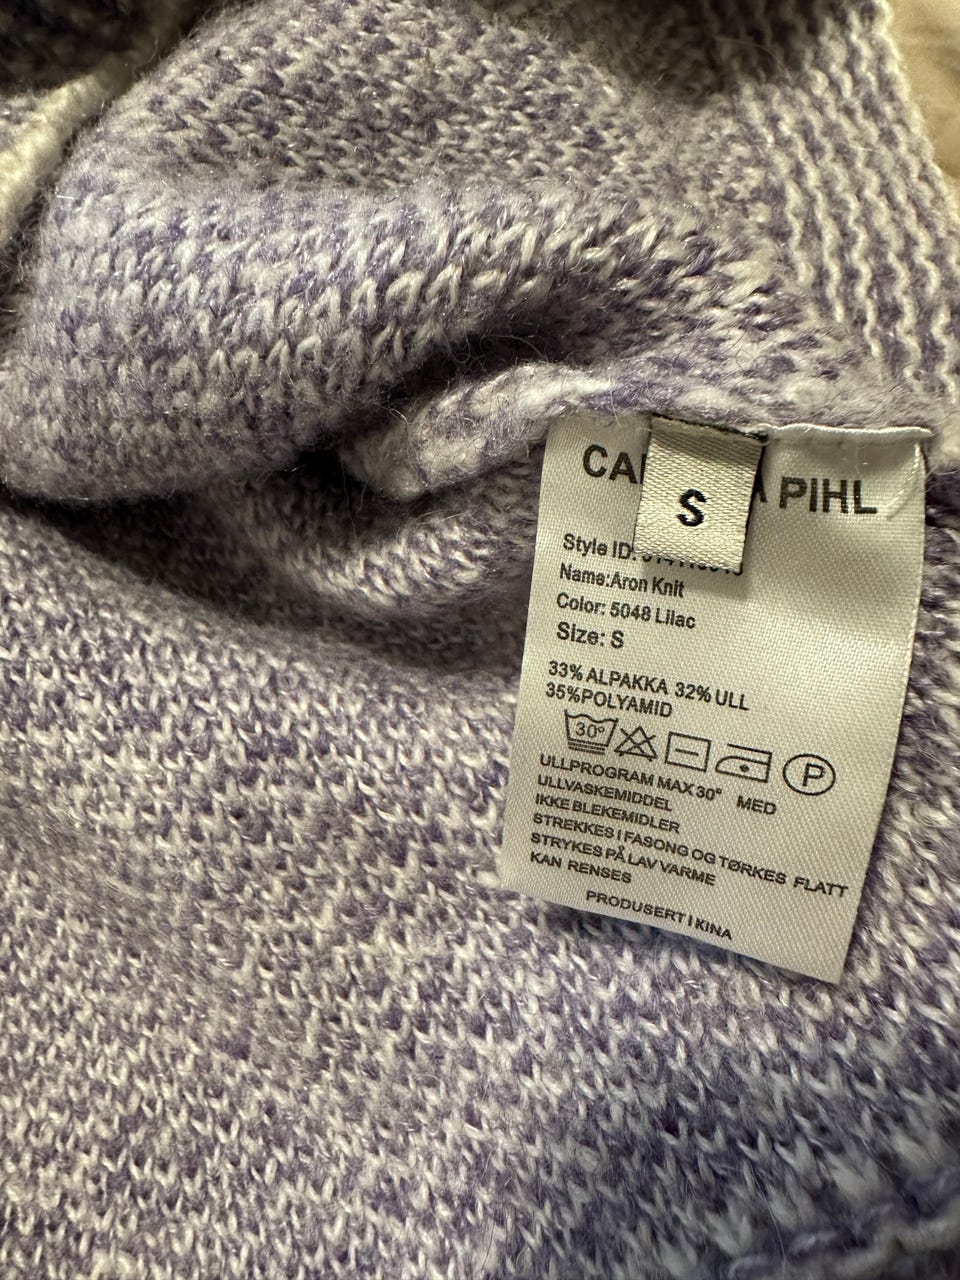 S
PIHL
Style ID:
Name:Aron Knit
Color: 5048 Lilac
Size: S
33% ALPAKKA 32% ULL
35%POLYAMID
30° P
ULLPROGRAM MAX 30° MED
ULLVASKEMIDDEL
IKKE BLEKEMIDLER
STREKKES I FASONG OG TØRKES FLATT
STRYKES PÅ LAV VARME
KAN RENSES
PRODUSERT I KINA